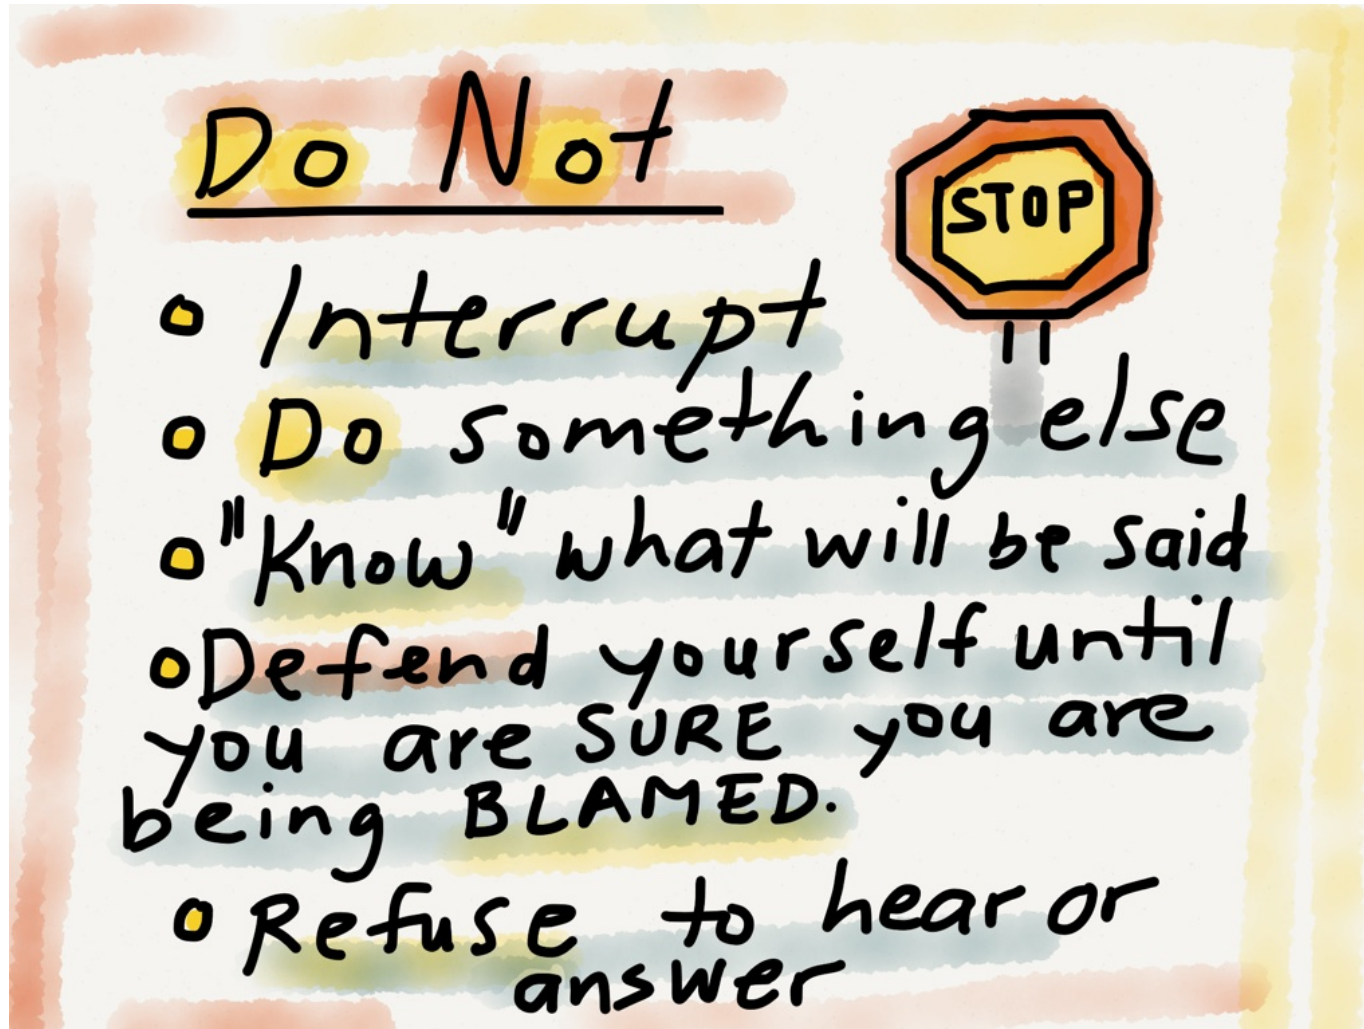 Do Not
STOP
• Interrupt
• Do something else
• "Know" what will be said
• Defend yourself until
you are SURE you are
being BLAMED.
• Refuse to hear or
answer